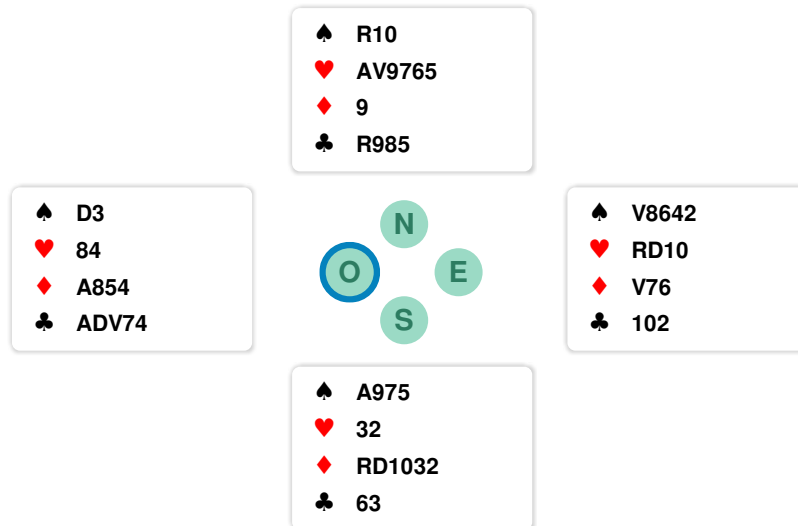 ♠ R10
♥ AV9765
♦ 9
♣ R985
♠ D3
♥ 84
♦ A854
♣ ADV74
N
O E
S
♠ V8642
♥ RD10
♦ V76
♣ 102
♠ A975
♥ 32
♦ RD1032
♣ 63